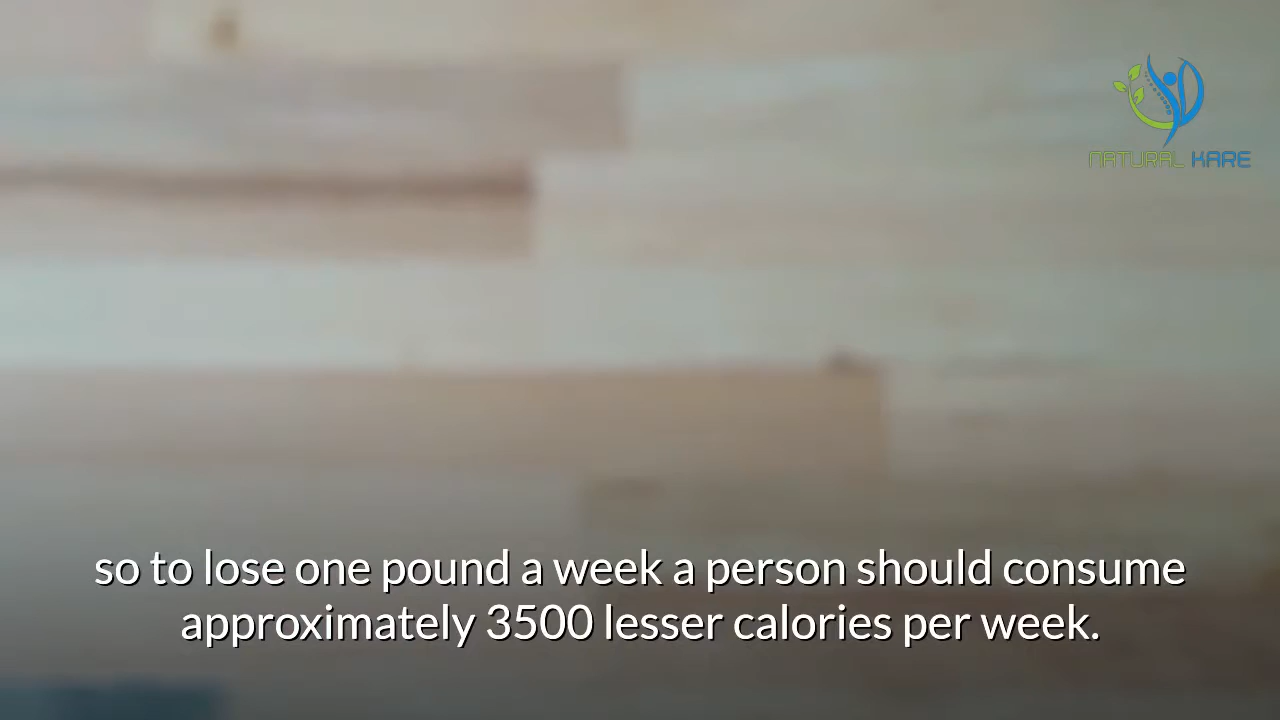 NATURAL KARE
so to lose one pound a week a person should consume
approximately 3500 lesser calories per week.